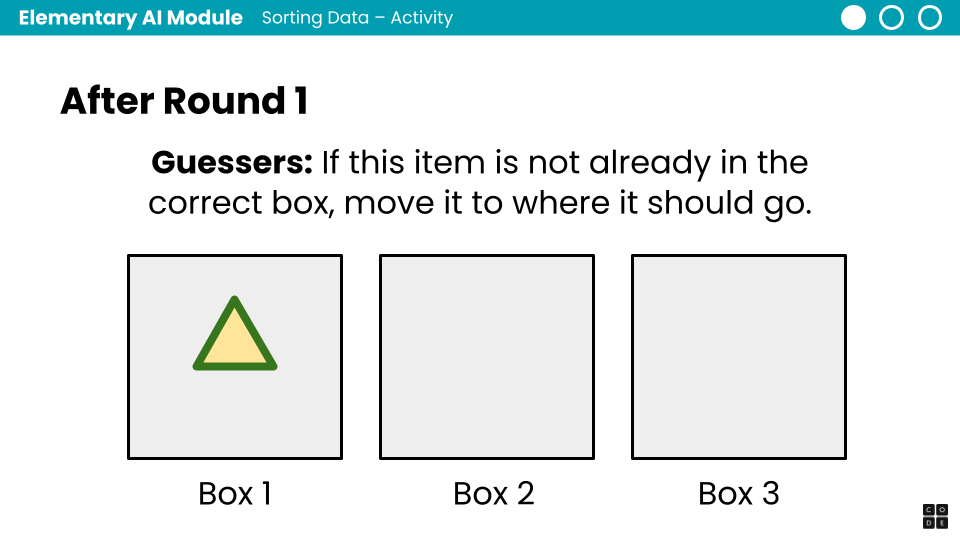 Elementary AI Module Sorting Data – Activity
After Round 1
Guessers: If this item is not already in the
correct box, move it to where it should go.
Box 1 Box 2 Box 3
C O
D E